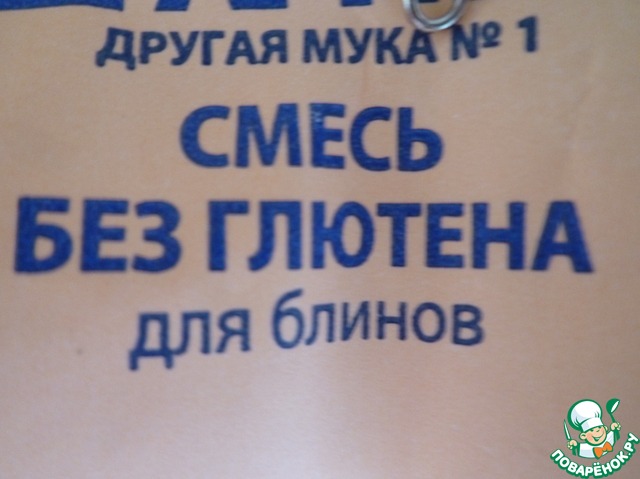 ДРУГАЯ МУКА № 1
СМЕСЬ
БЕЗ ГЛЮТЕНА
для блинов
ПОВАРЁНОК.РУ